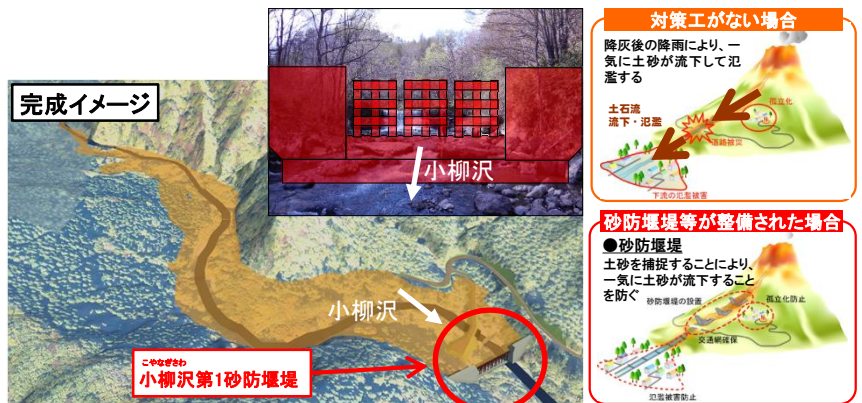 完成イメージ
小柳沢
小柳沢
こやなぎさわ
小柳沢第1砂防堰堤
対策工がない場合
降灰後の降雨により、一
気に土砂が流下して氾
濫する
土石流
流下・氾濫
孤立化
道路被災
下流の氾濫被害
砂防堰堤等が整備された場合
●砂防堰堤
土砂を捕捉することにより、
一気に土砂が流下すること
を防ぐ
砂防堰堤の設置
孤立化防止
交通網確保
氾濫被害防止